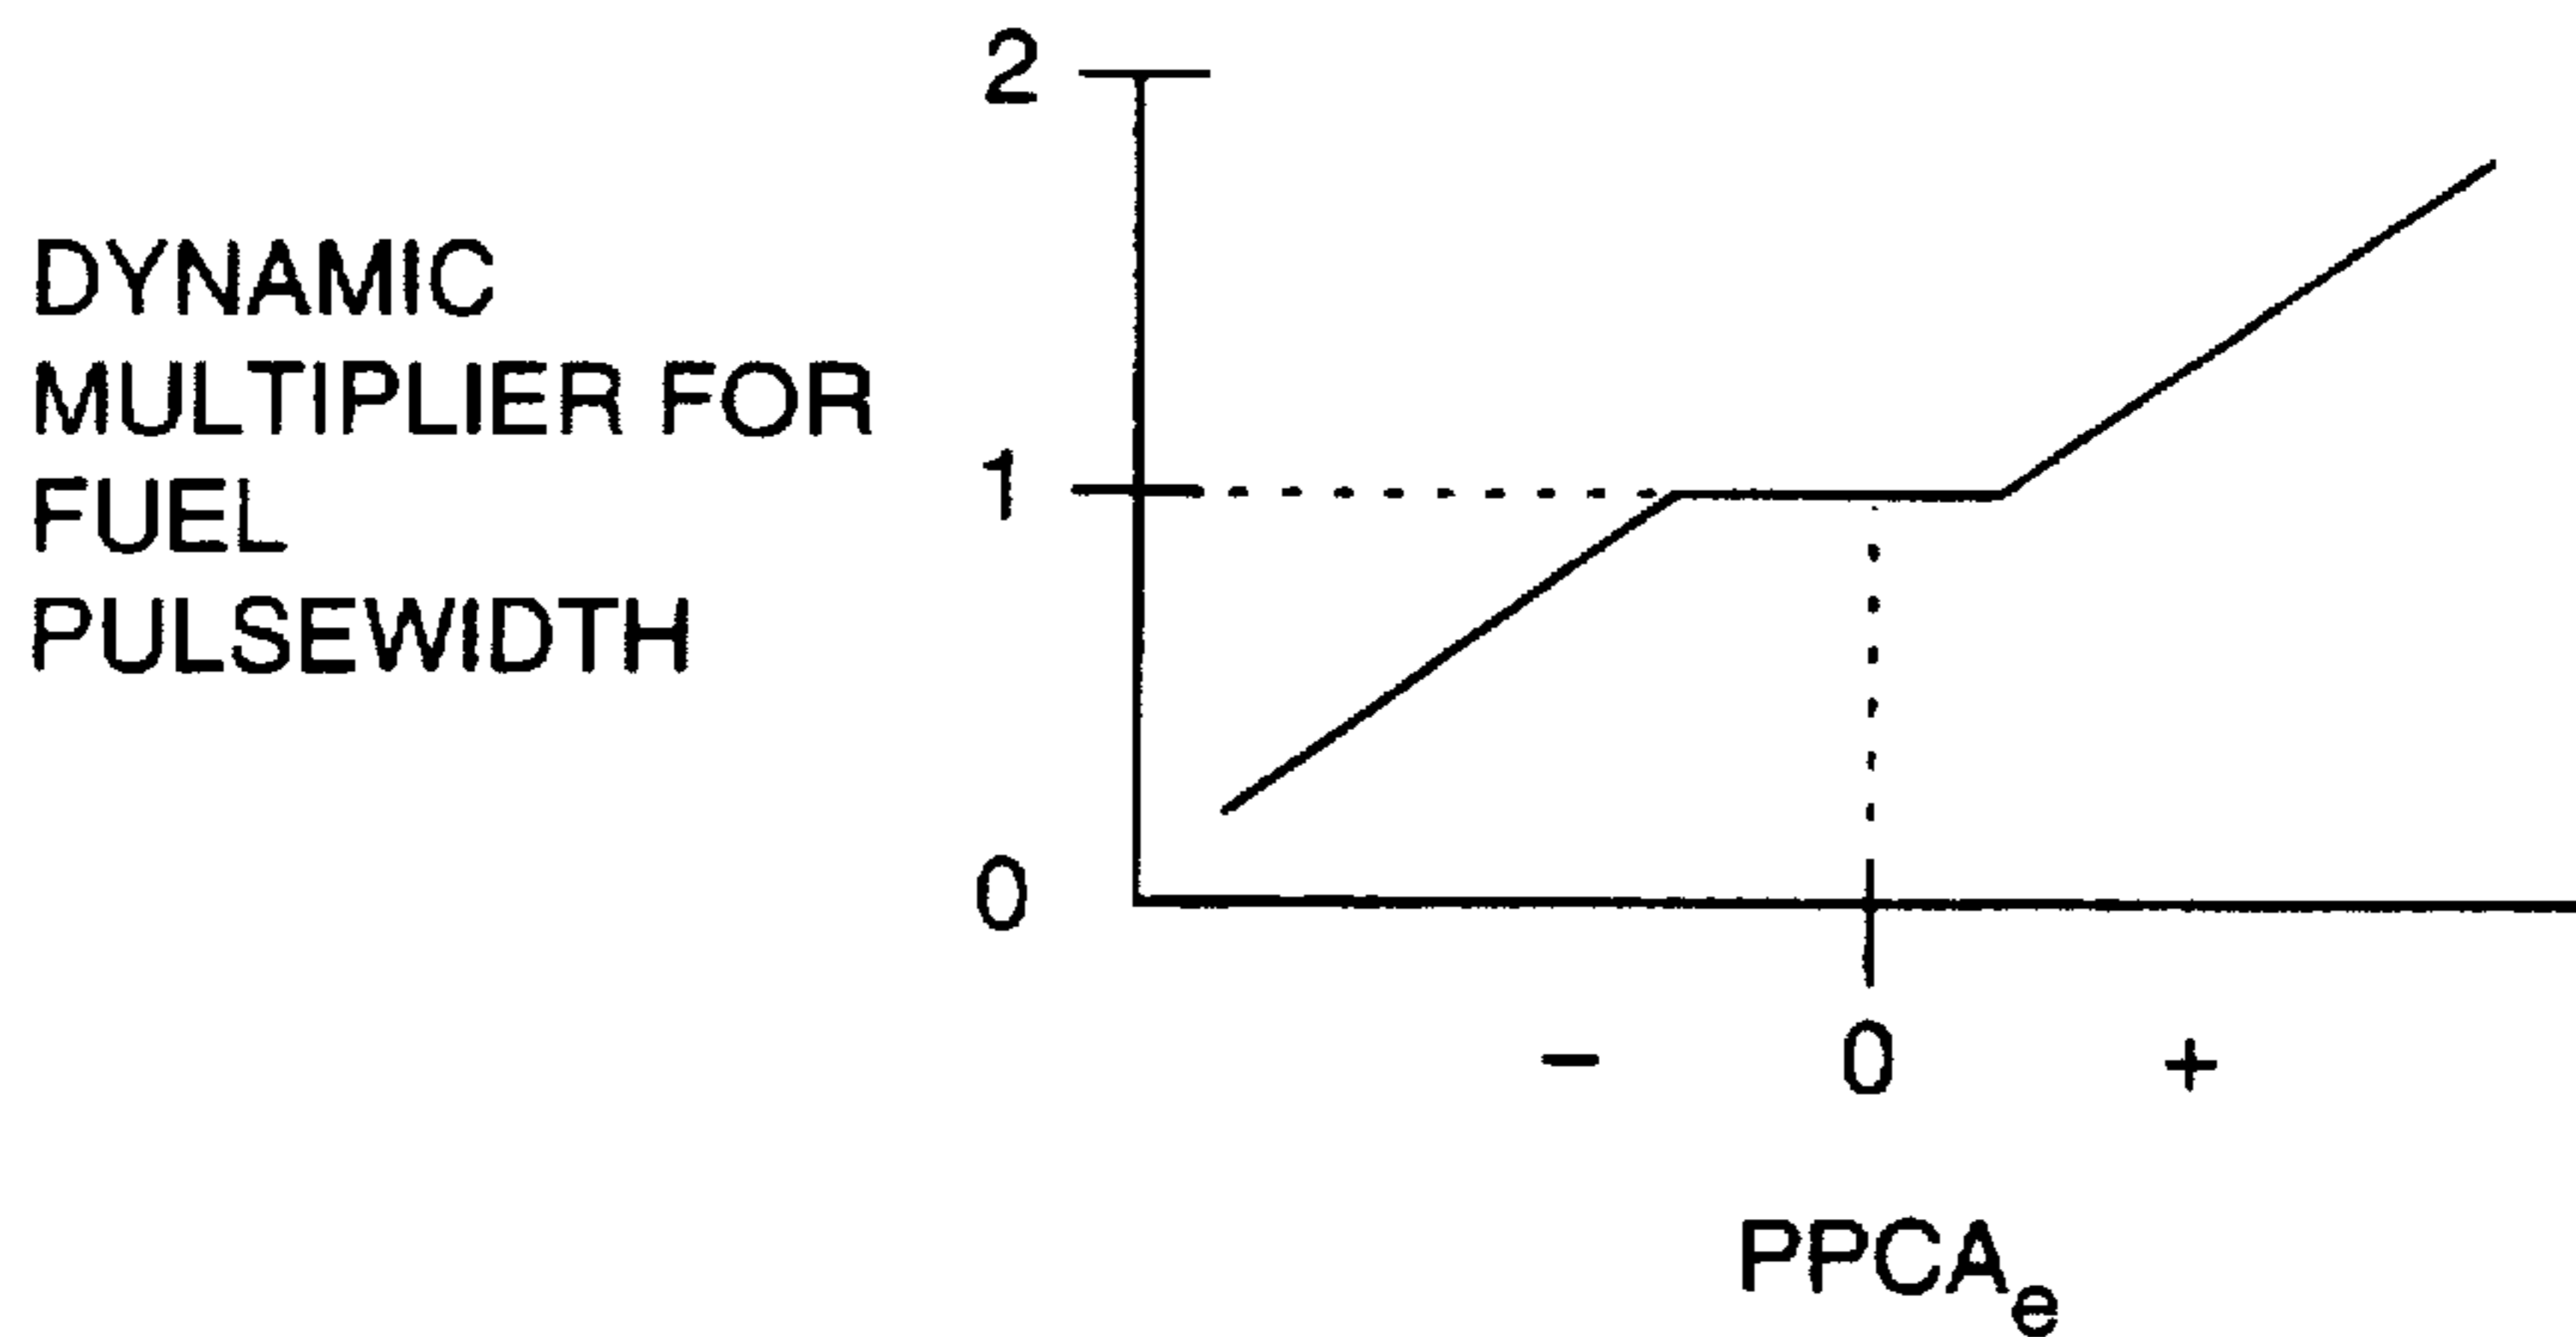 2
DYNAMIC
MULTIPLIER FOR
1
FUEL
PULSEWIDTH
0
− 0 +
PPCAe